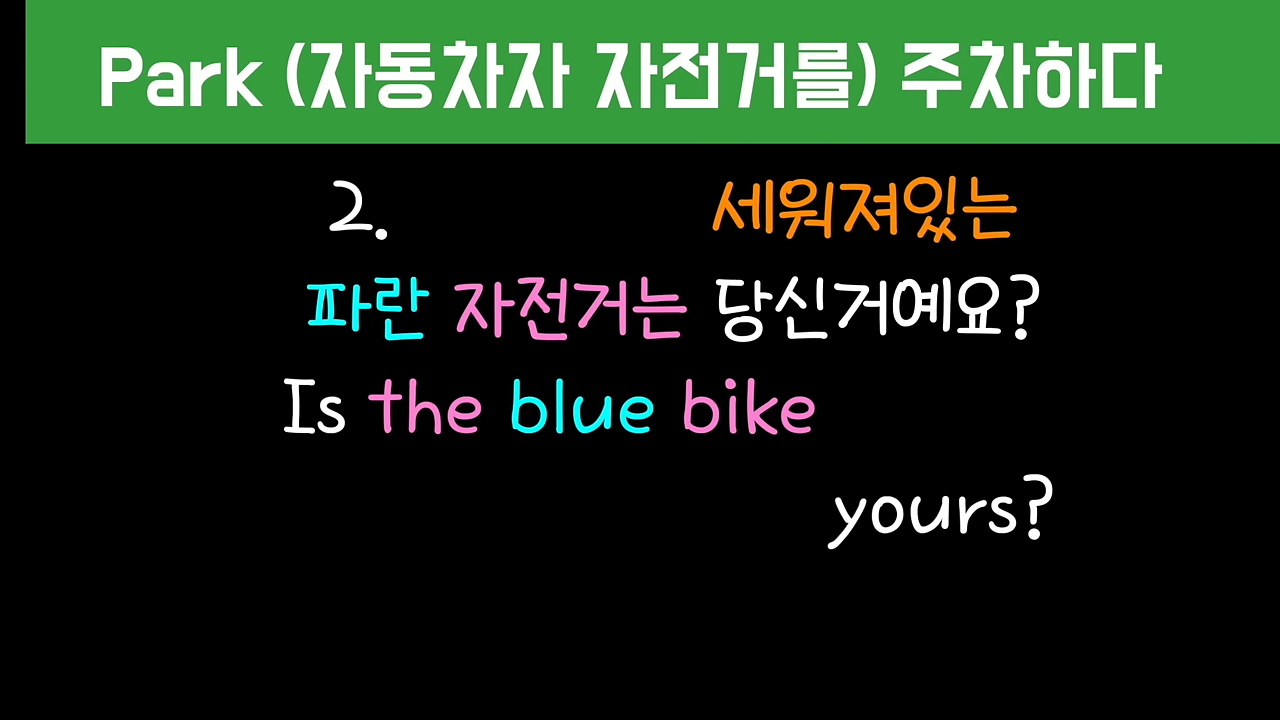 Park (자동차자 자전거를) 주차하다
2. 세워져있는
파란 자전거는 당신거예요?
Is the blue bike
yours?